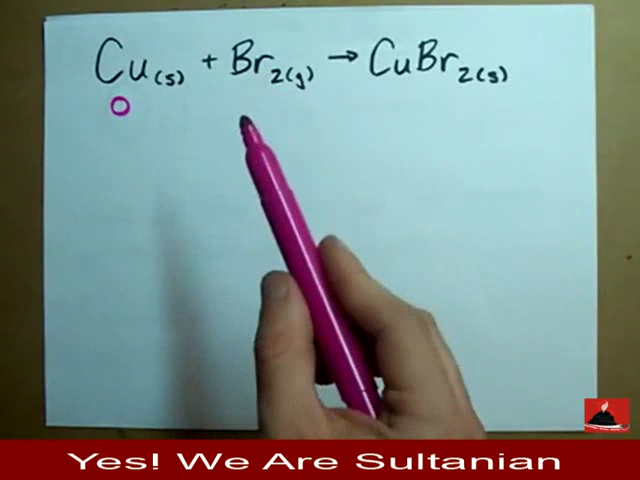 Cu(s) + Br2(g) → CuBr2(s)
0
Yes! We Are Sultanian